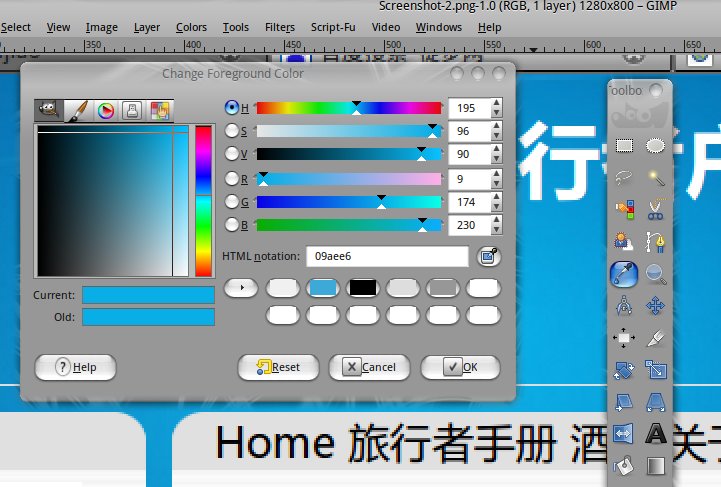 Screenshot-2.png-1.0 (RGB, 1 layer) 1280x800 – GIMP
Select View Image Layer Colors Tools Filters Script-Fu Video Windows Help
350 400 450 500 550 600 650
Change Foreground Color
H 195
S 96
V 90
R 9
G 174
B 230
HTML notation: 09aee6
Current:
Old:
Help Reset Cancel OK
Toolbo
行者户
Home 旅行者手册 酒 关于